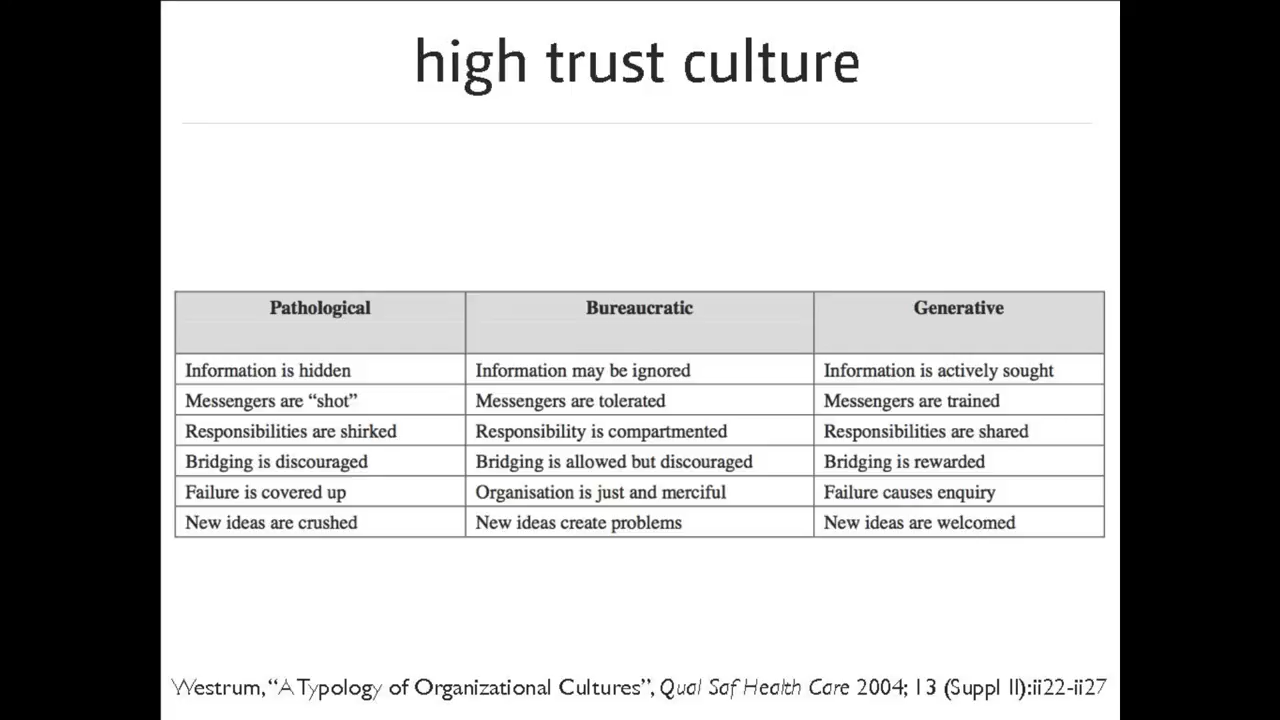 high trust culture
Pathological Bureaucratic Generative
Information is hidden Information may be ignored Information is actively sought
Messengers are “shot” Messengers are tolerated Messengers are trained
Responsibilities are shirked Responsibility is compartmented Responsibilities are shared
Bridging is discouraged Bridging is allowed but discouraged Bridging is rewarded
Failure is covered up Organisation is just and merciful Failure causes enquiry
New ideas are crushed New ideas create problems New ideas are welcomed
Westrum, “A Typology of Organizational Cultures”, Qual Saf Health Care 2004; 13 (Suppl II):ii22-ii27